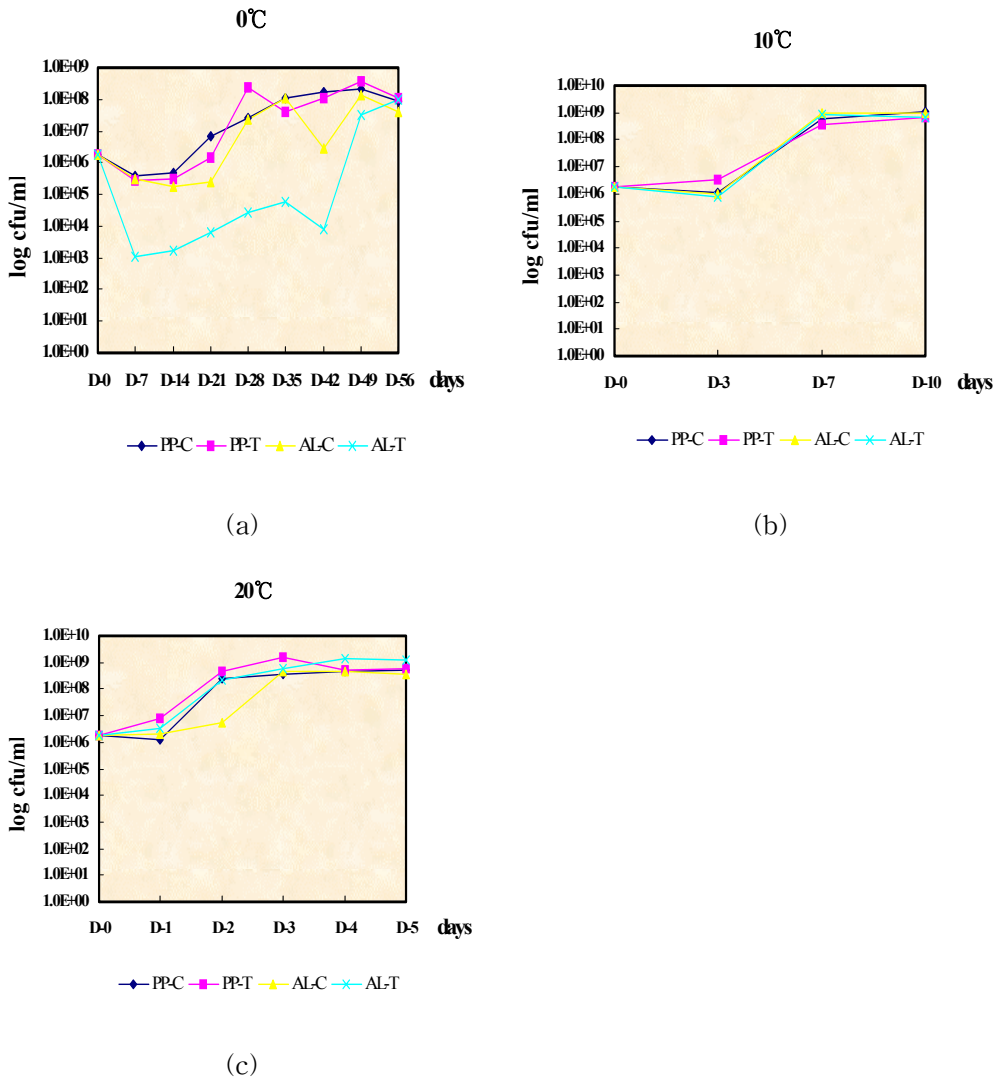 0℃
1.0E+09
1.0E+08
1.0E+07
1.0E+06
1.0E+05
1.0E+04
1.0E+03
1.0E+02
1.0E+01
1.0E+00
log cfu/ml
D-0 D-7 D-14 D-21 D-28 D-35 D-42 D-49 D-56 days
PP-C PP-T AL-C AL-T
(a)
10℃
1.0E+10
1.0E+09
1.0E+08
1.0E+07
1.0E+06
1.0E+05
1.0E+04
1.0E+03
1.0E+02
1.0E+01
1.0E+00
log cfu/ml
D-0 D-3 D-7 D-10 days
PP-C PP-T AL-C AL-T
(b)
20℃
1.0E+10
1.0E+09
1.0E+08
1.0E+07
1.0E+06
1.0E+05
1.0E+04
1.0E+03
1.0E+02
1.0E+01
1.0E+00
log cfu/ml
D-0 D-1 D-2 D-3 D-4 D-5 days
PP-C PP-T AL-C AL-T
(c)